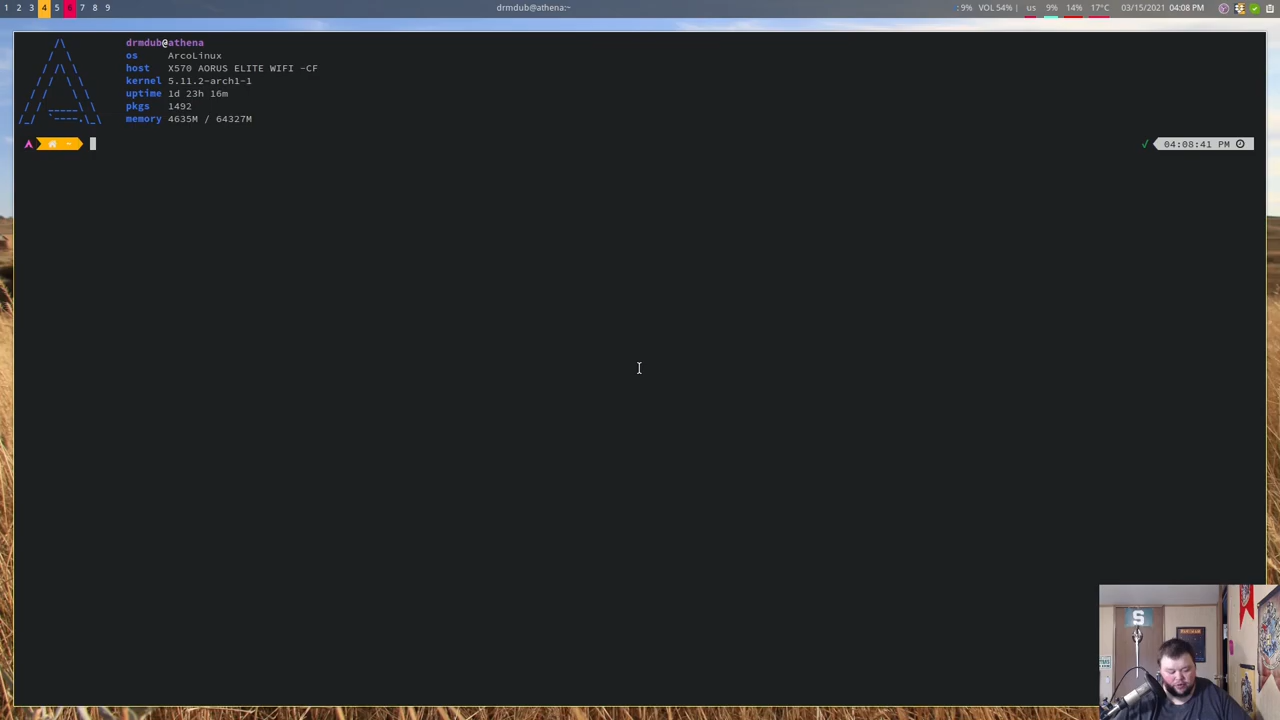 1 2 3 4 5 6 7 8 9
drmdub@athena:~
: 9% VOL 54% | us 9% 14% 17°C 03/15/2021 04:08 PM
drmdub@athena
os ArcoLinux
host X570 AORUS ELITE WIFI -CF
kernel 5.11.2-arch1-1
uptime 1d 23h 16m
pkgs 1492
memory 4635M / 64327M
~
√ 04:08:41 PM
S